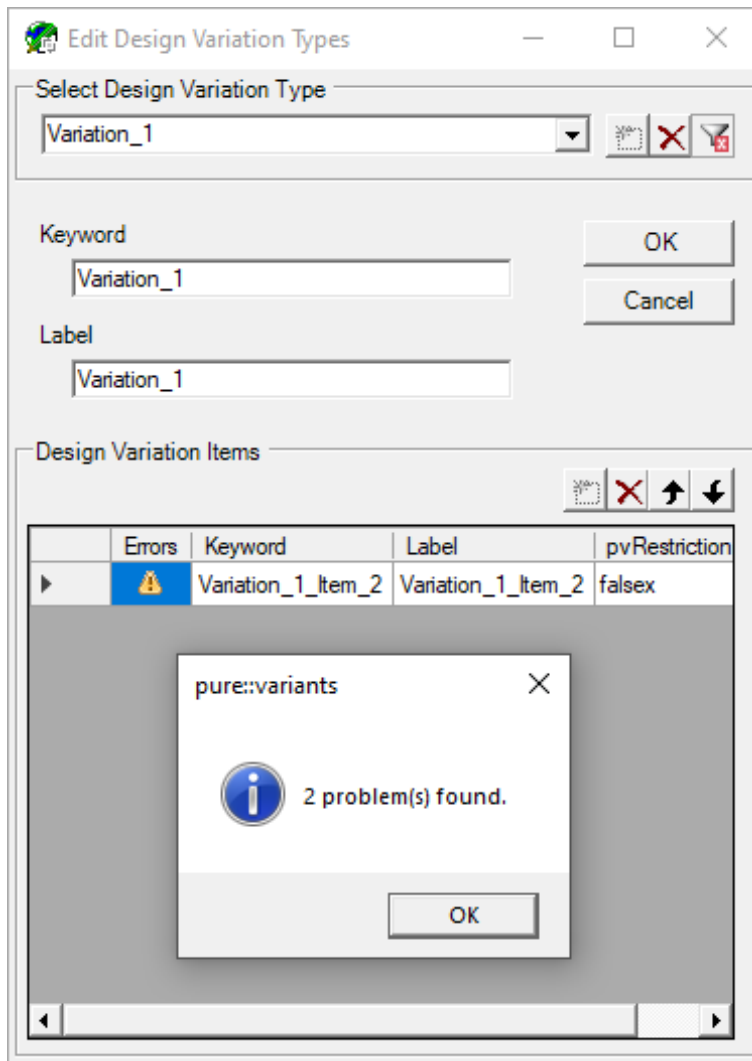 Edit Design Variation Types
Select Design Variation Type
Variation_1
Keyword
OK
Variation_1
Cancel
Label
Variation_1
Design Variation Items
Errors Keyword Label pvRestriction
Variation_1_Item_2 Variation_1_Item_2 falsex
pure::variants
2 problem(s) found.
OK